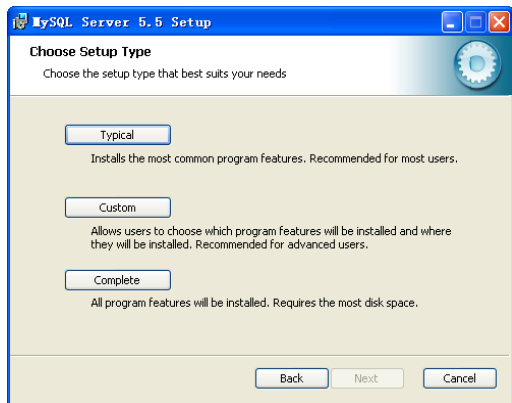 MySQL Server 5.5 Setup
Choose Setup Type
Choose the setup type that best suits your needs
Typical
Installs the most common program features. Recommended for most users.
Custom
Allows users to choose which program features will be installed and where
they will be installed. Recommended for advanced users.
Complete
All program features will be installed. Requires the most disk space.
Back
Next
Cancel